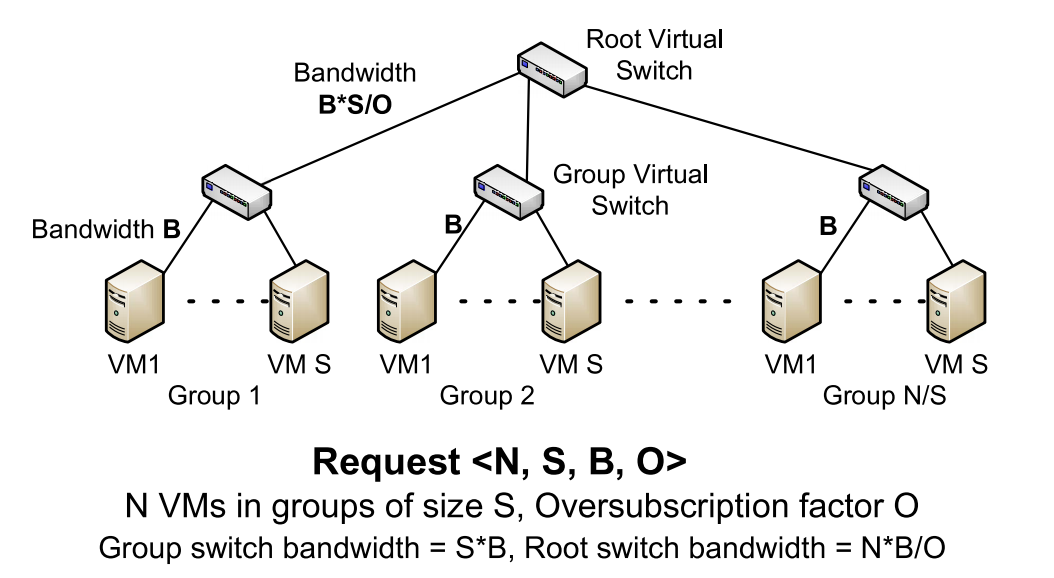 Root Virtual
Switch
Bandwidth
B*S/O
Group Virtual
Switch
Bandwidth B
B
B
VM1
VM S
VM1
VM S
VM1
VM S
Group 1
Group 2
Group N/S
Request <N, S, B, O>
N VMs in groups of size S, Oversubscription factor O
Group switch bandwidth = S*B, Root switch bandwidth = N*B/O